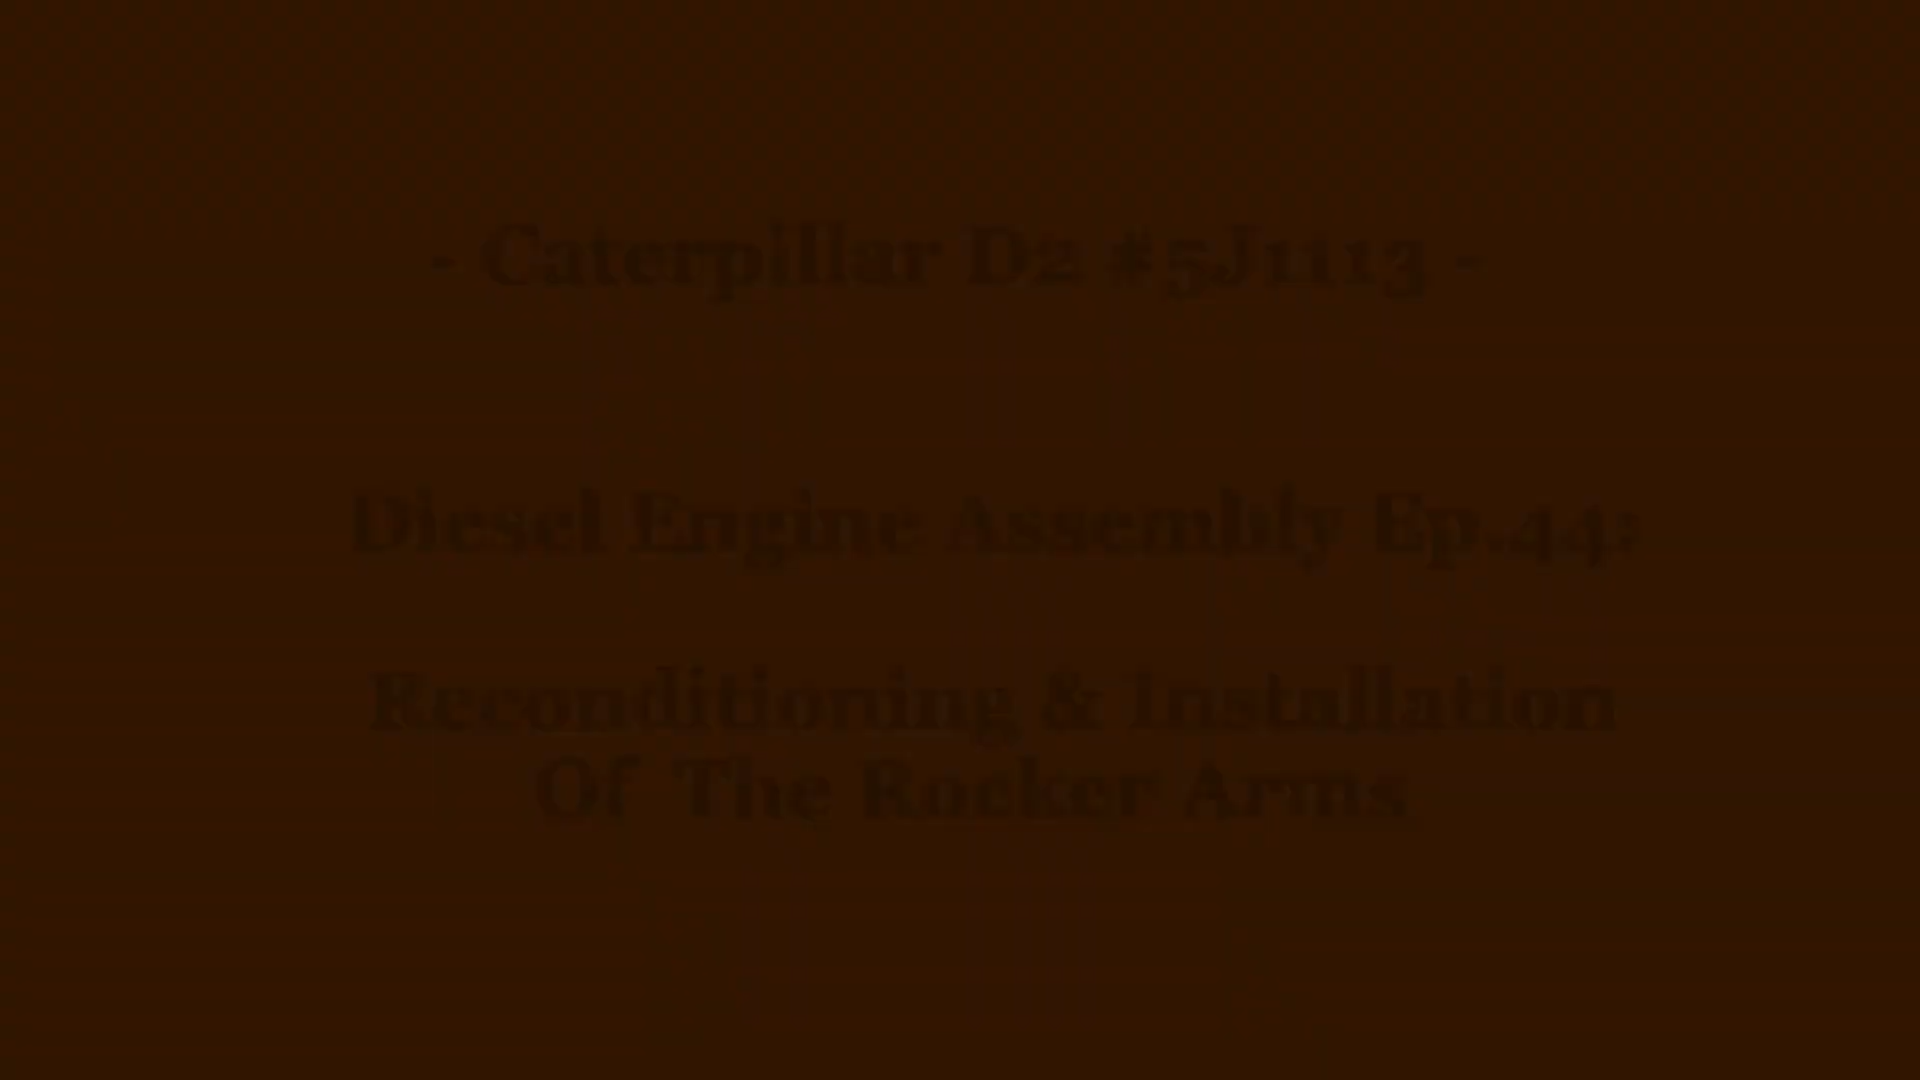 - Caterpillar D2 #5J1113 -
Diesel Engine Assembly Ep.44:
Reconditioning & Installation
Of The Rocker Arms